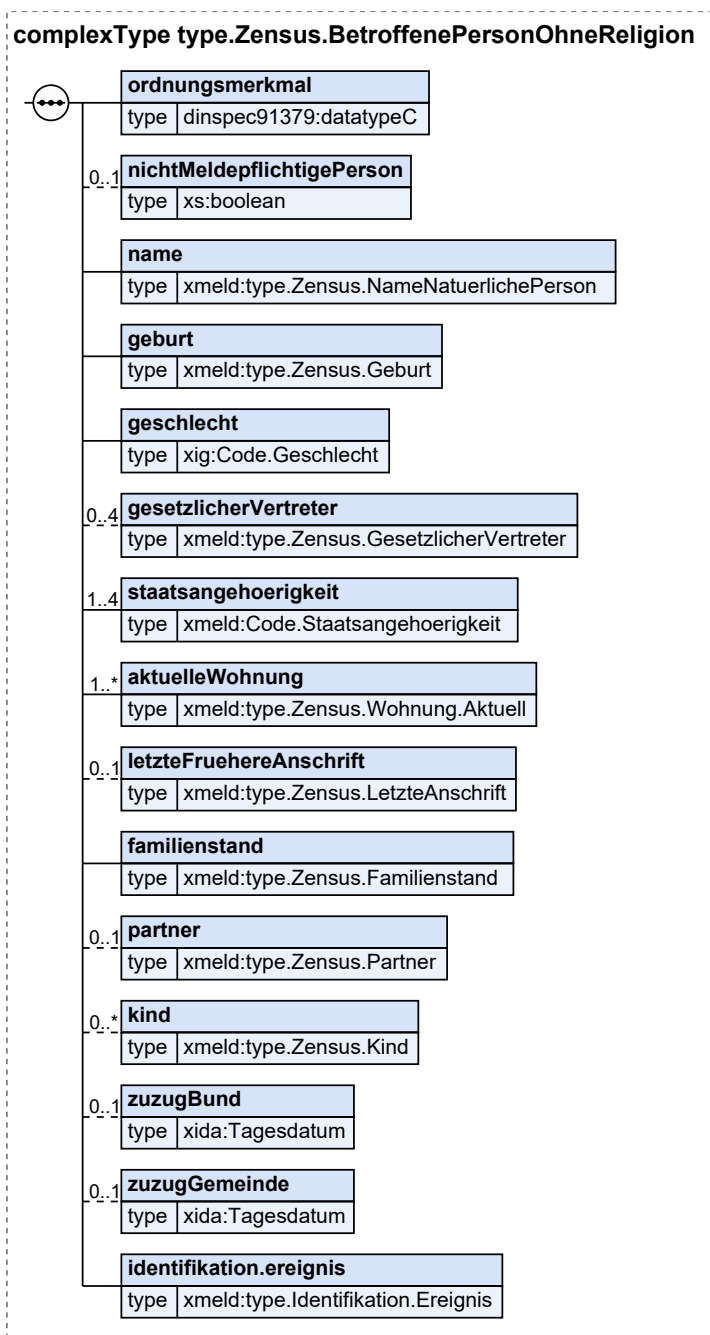 complexType type.Zensus.BetroffenePersonOhneReligion
ordnungsmerkmal
type dinspec91379:datatypeC
0..1 nichtMeldepflichtigePerson
type xs:boolean
name
type xmeld:type.Zensus.NameNatuerlichePerson
geburt
type xmeld:type.Zensus.Geburt
geschlecht
type xig:Code.Geschlecht
0..4 gesetzlicherVertreter
type xmeld:type.Zensus.GesetzlicherVertreter
1..4 staatsangehoerigkeit
type xmeld:Code.Staatsangehoerigkeit
1..* aktuelleWohnung
type xmeld:type.Zensus.Wohnung.Aktuell
0..1 letzteFruehereAnschrift
type xmeld:type.Zensus.LetzteAnschrift
familienstand
type xmeld:type.Zensus.Familienstand
0..1 partner
type xmeld:type.Zensus.Partner
0..* kind
type xmeld:type.Zensus.Kind
0..1 zuzugBund
type xida:Tagesdatum
0..1 zuzugGemeinde
type xida:Tagesdatum
identifikation.ereignis
type xmeld:type.Identifikation.Ereignis